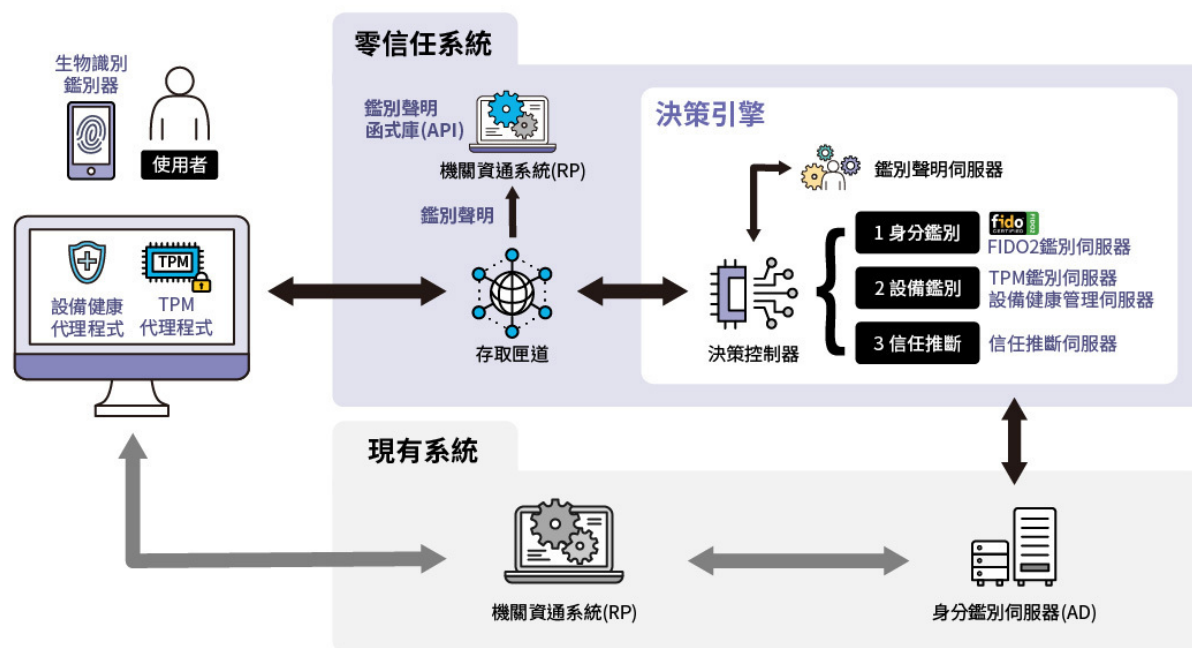 零信任系統
生物識別
鑑別器
使用者
鑑別聲明
函式庫(API)
機關資通系統(RP)
鑑別聲明
存取匣道
決策引擎
鑑別聲明伺服器
決策控制器
1 身分鑑別
fido
CERTIFIED
FIDO2
FIDO2鑑別伺服器
2 設備鑑別
TPM鑑別伺服器
設備健康管理伺服器
3 信任推斷
信任推斷伺服器
TPM
設備健康
代理程式
TPM
代理程式
現有系統
機關資通系統(RP)
身分鑑別伺服器(AD)